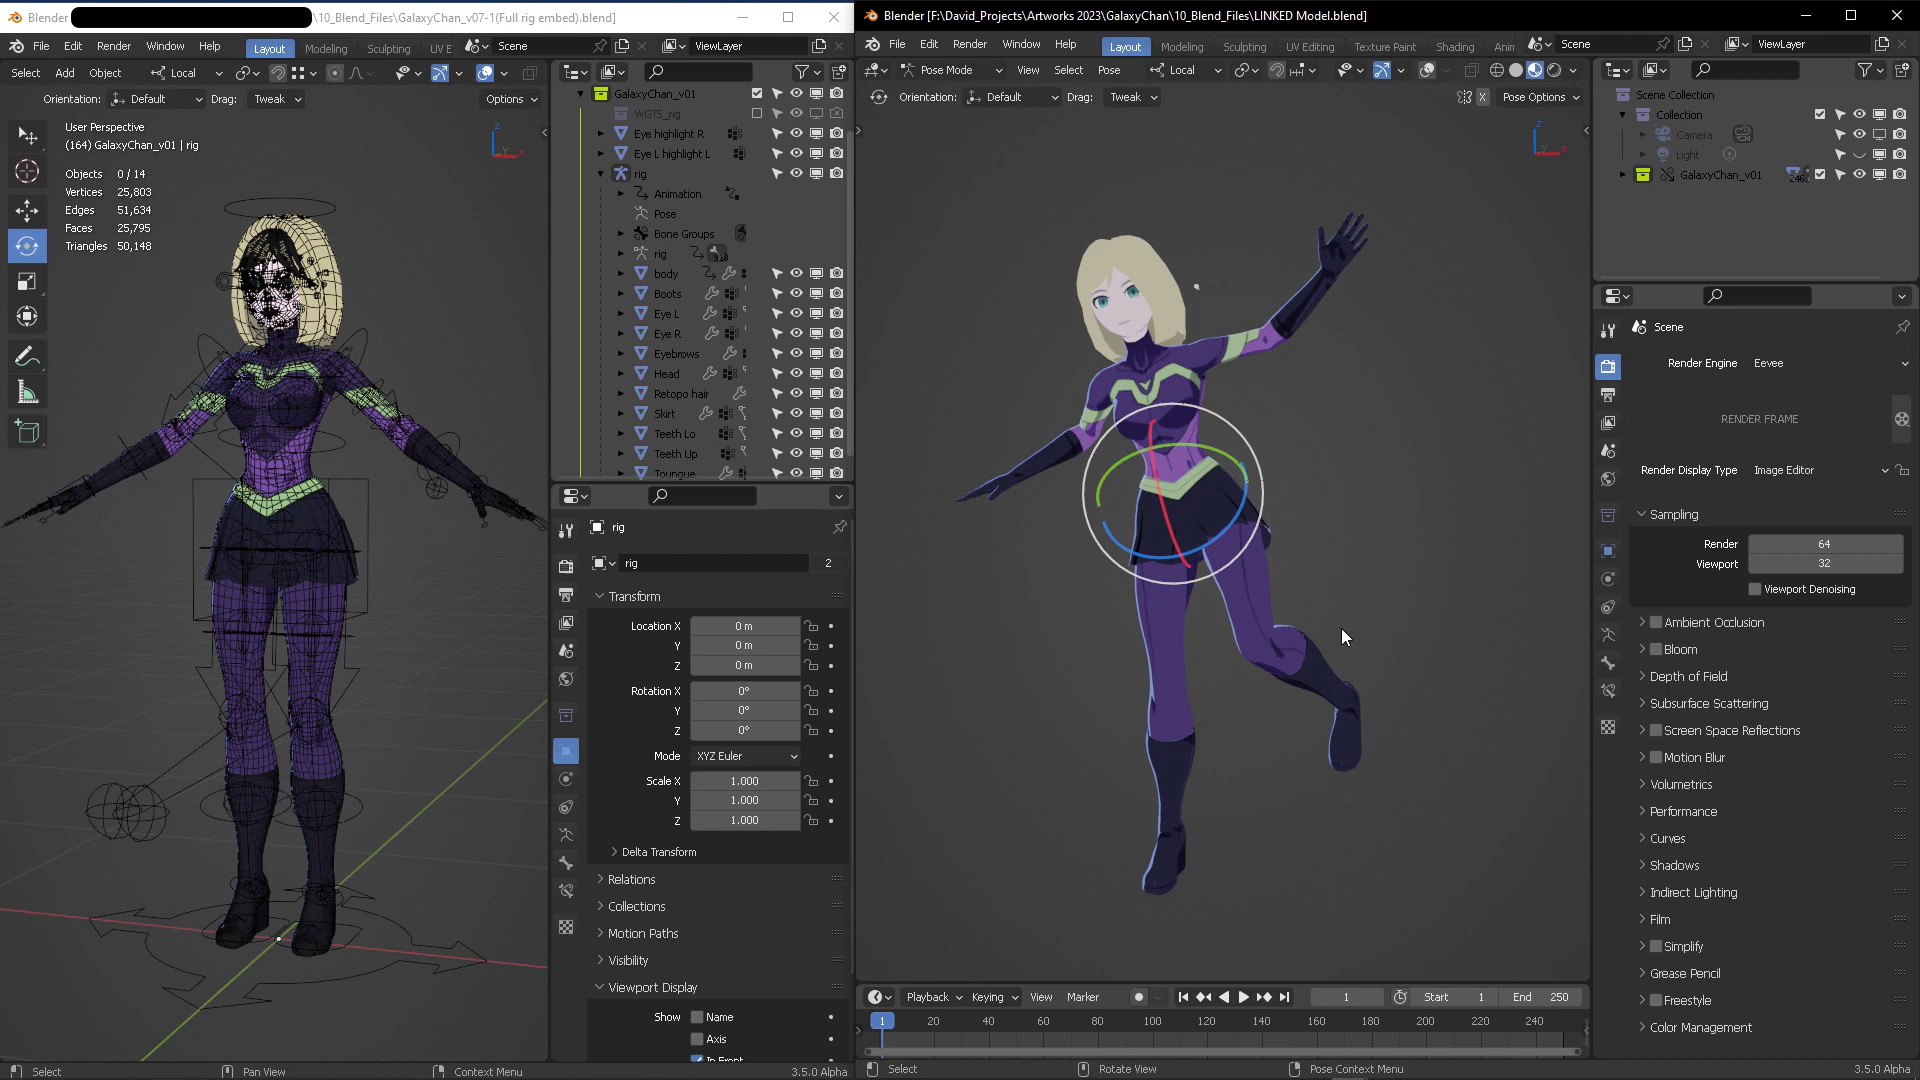 Blender
\10_Blend_Files\GalaxyChan_v07-1(Full rig embed).blend]
File Edit Render Window Help Layout Modeling Sculpting UV E Scene ViewLayer
Select Add Object Local
Orientation: Default Drag: Tweak Options
User Perspective
(164) GalaxyChan_v01 | rig
Objects 0 / 14
Vertices 25,803
Edges 51,634
Faces 25,795
Triangles 50,148
GalaxyChan_v01
WGTS_rig
Eye highlight R
Eye L highlight L
rig
Animation
Pose
Bone Groups
rig 918
body
Boots
Eye L
Eye R
Eyebrows
Head
Retopo hair
Skirt
Teeth Lo
Teeth Up
Toungue
rig
rig 2
Transform
Location X 0 m
Y 0 m
Z 0 m
Rotation X 0°
Y 0°
Z 0°
Mode XYZ Euler
Scale X 1.000
Y 1.000
Z 1.000
Delta Transform
Relations
Collections
Motion Paths
Visibility
Viewport Display
Show Name
Axis
In Front
Select Pan View Context Menu 3.5.0 Alpha
Blender [F:\David_Projects\Artworks 2023\GalaxyChan\10_Blend_Files\LINKED Model.blend]
File Edit Render Window Help Layout Modeling Sculpting UV Editing Texture Paint Shading Anin Scene ViewLayer
Pose Mode View Select Pose Local
Orientation: Default Drag: Tweak X Pose Options
Scene Collection
Collection
Camera
Light
GalaxyChan_v01 246
Scene
Render Engine Eevee
RENDER FRAME
Render Display Type Image Editor
Sampling
Render 64
Viewport 32
Viewport Denoising
Ambient Occlusion
Bloom
Depth of Field
Subsurface Scattering
Screen Space Reflections
Motion Blur
Volumetrics
Performance
Curves
Shadows
Indirect Lighting
Film
Simplify
Grease Pencil
Freestyle
Color Management
Playback Keying View Marker 1 Start 1 End 250
1 20 40 60 80 100 120 140 160 180 200 220 240
Select Rotate View Pose Context Menu 3.5.0 Alpha